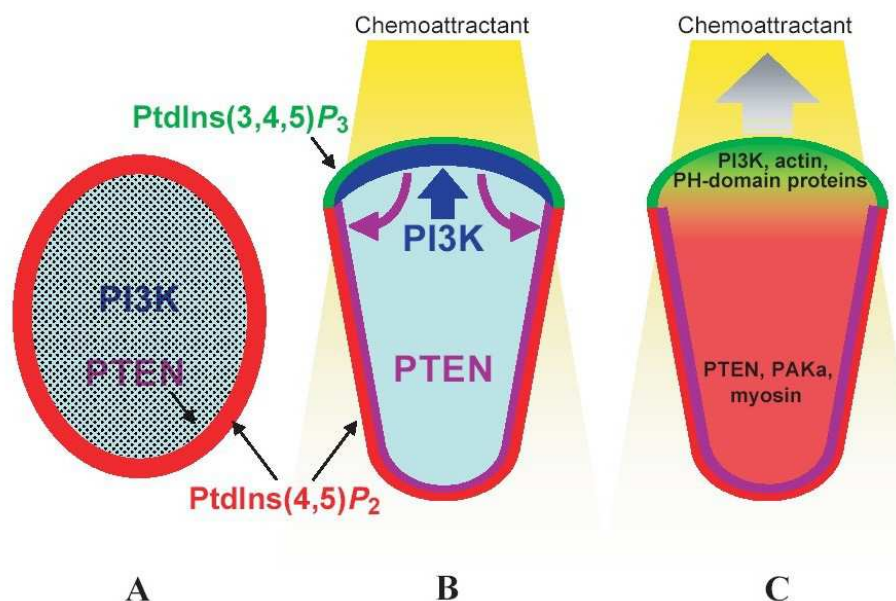 Chemoattractant
Chemoattractant
PtdIns(3,4,5)P3
PI3K, actin,
PH-domain proteins
PI3K
PI3K
PTEN
PTEN
PTEN, PAKa,
myosin
PtdIns(4,5)P2
A
B
C